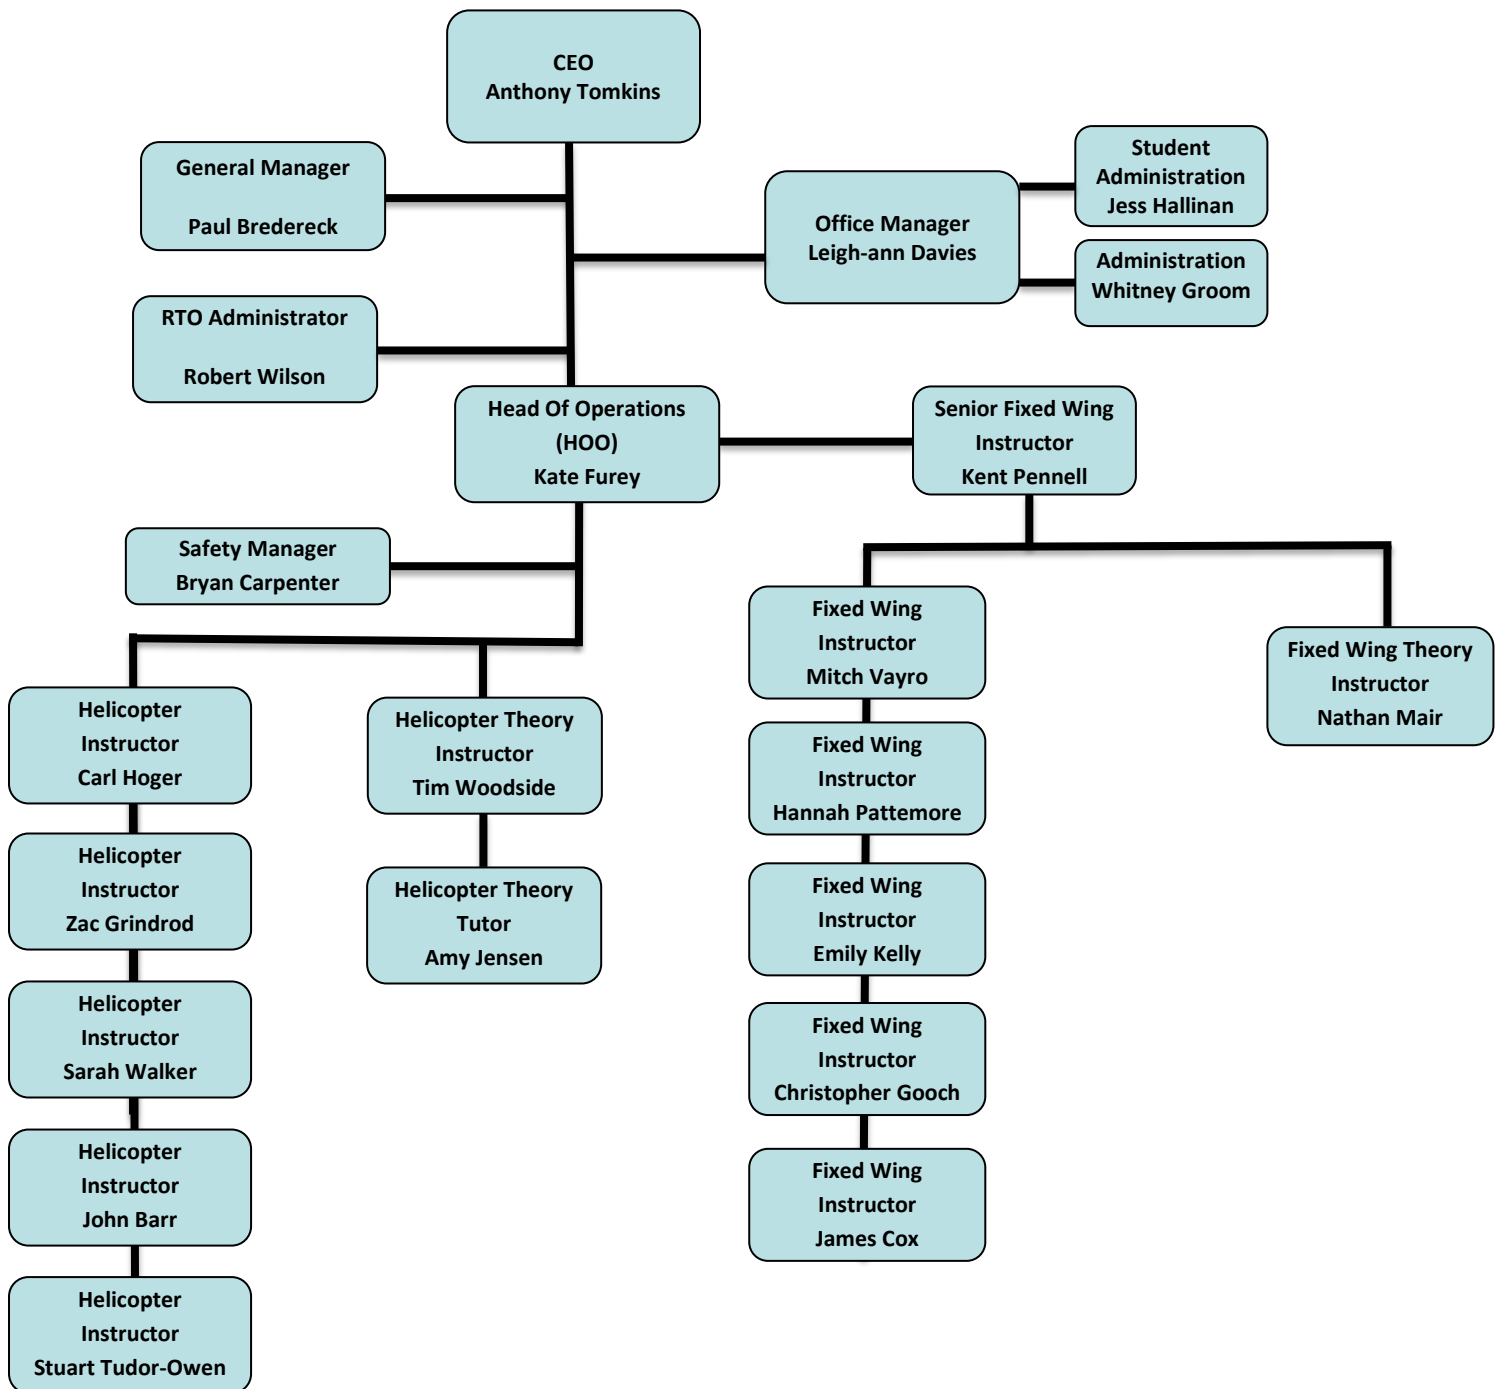 CEO
Anthony Tomkins
General Manager
Paul Bredereck
Student
Administration
Jess Hallinan
Office Manager
Leigh-ann Davies
Administration
Whitney Groom
RTO Administrator
Robert Wilson
Head Of Operations
(HOO)
Kate Furey
Senior Fixed Wing
Instructor
Kent Pennell
Safety Manager
Bryan Carpenter
Helicopter
Instructor
Carl Hoger
Helicopter
Instructor
Zac Grindrod
Helicopter
Instructor
Sarah Walker
Helicopter
Instructor
John Barr
Helicopter
Instructor
Stuart Tudor-Owen
Helicopter Theory
Instructor
Tim Woodside
Helicopter Theory
Tutor
Amy Jensen
Fixed Wing
Instructor
Mitch Vayro
Fixed Wing
Instructor
Hannah Pattemore
Fixed Wing
Instructor
Emily Kelly
Fixed Wing
Instructor
Christopher Gooch
Fixed Wing
Instructor
James Cox
Fixed Wing Theory
Instructor
Nathan Mair